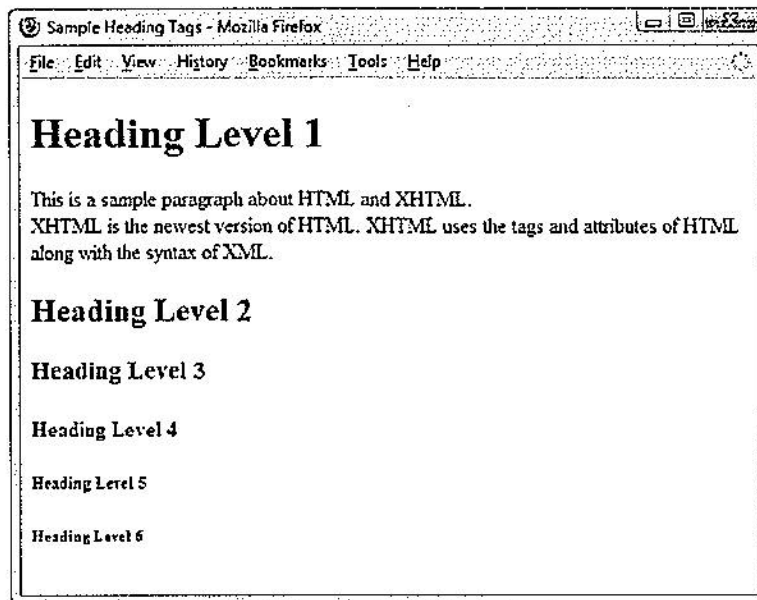 Sample Heading Tags - Mozilla Firefox
File Edit View History Bookmarks Tools Help
Heading Level 1
This is a sample paragraph about HTML and XHTML.
XHTML is the newest version of HTML. XHTML uses the tags and attributes of HTML
along with the syntax of XML.
Heading Level 2
Heading Level 3
Heading Level 4
Heading Level 5
Heading Level 6